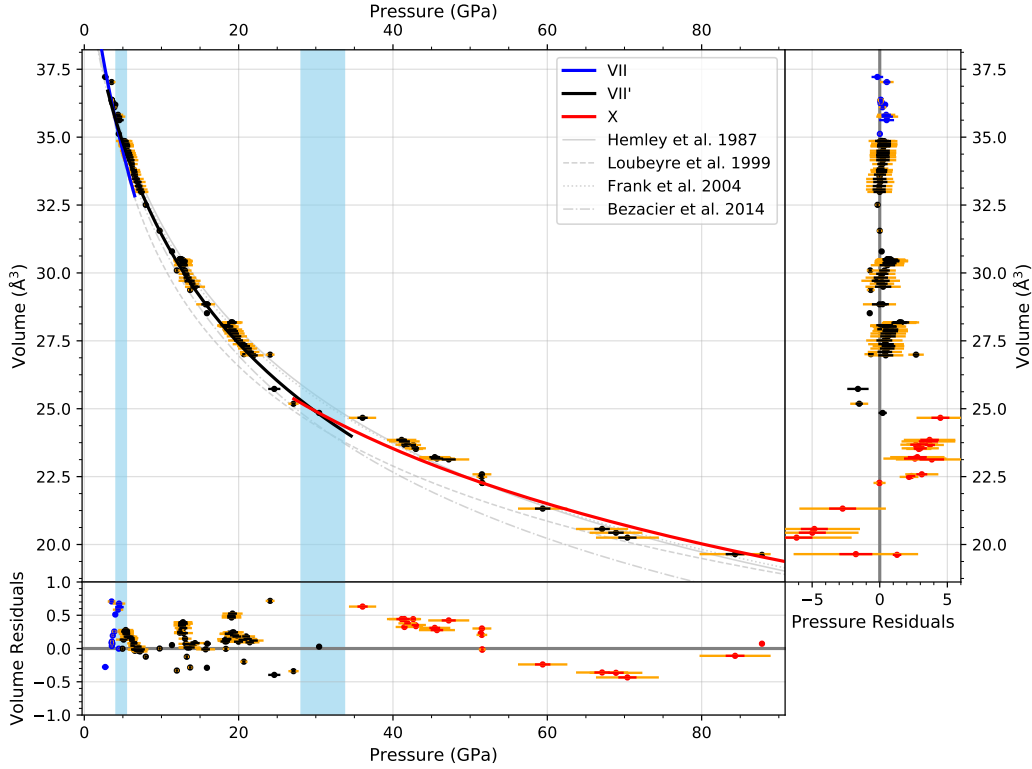 Pressure (GPa)
0 20 40 60 80
37.5 37.5
35.0 35.0
32.5 32.5
30.0 30.0
27.5 27.5
25.0 25.0
22.5 22.5
20.0 20.0
Volume (Å³)
Volume (Å³)
VII
VII'
X
Hemley et al. 1987
Loubeyre et al. 1999
Frank et al. 2004
Bezacier et al. 2014
1.0
0.5
0.0
−0.5
−1.0
Volume Residuals
−5 0 5
Pressure Residuals
0 20 40 60 80
Pressure (GPa)